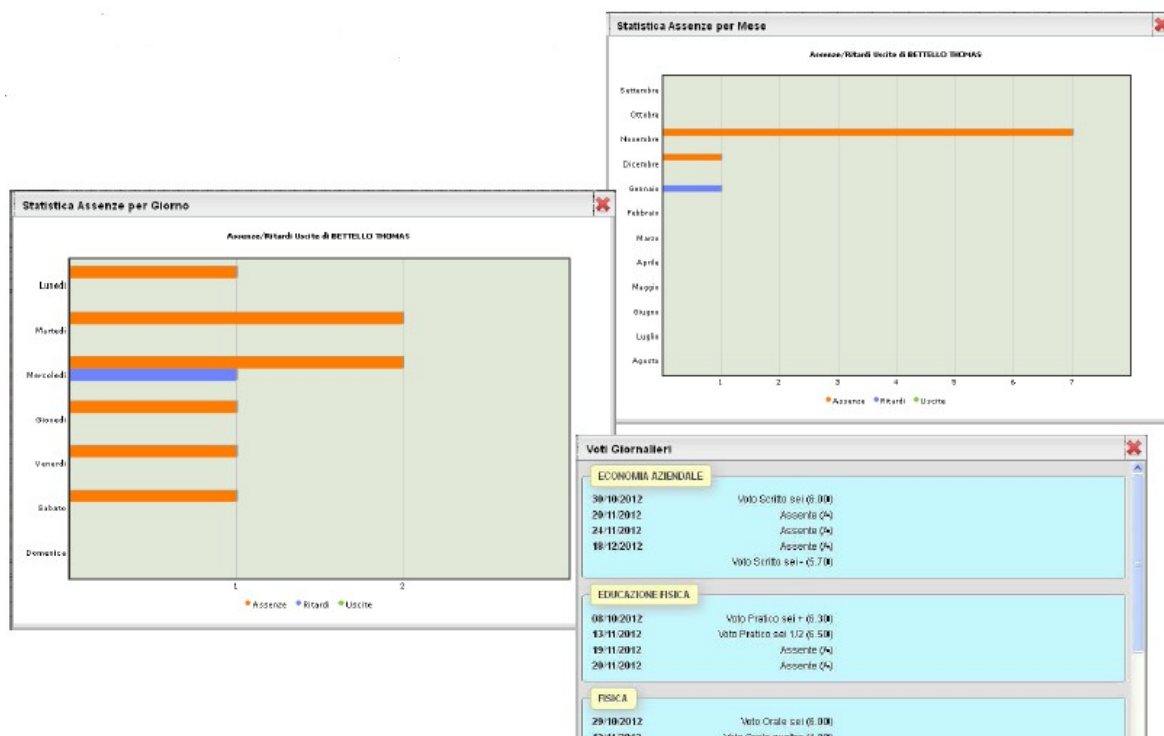 Statistica Assenze per Mese
Assenze/Ritardi Uscite di BETTELLO THOMAS
Settembre
Ottobre
Novembre
Dicembre
Gennaio
Febbraio
Marzo
Aprile
Maggio
Giugno
Luglio
Agosto
1 2 3 4 5 6 7
Assenze Ritardi Uscite
Statistica Assenze per Giorno
Assenze/Ritardi Uscite di BETTELLO THOMAS
Lunedì
Martedì
Mercoledì
Giovedì
Venerdì
Sabato
Domenica
1 2
Assenze Ritardi Uscite
Voti Giornalieri
ECONOMIA AZIENDALE
30/10/2012 Voto Scritto sei (6.00)
20/11/2012 Assente (A)
24/11/2012 Assente (A)
18/12/2012 Assente (A)
Voto Scritto sei - (5.70)
EDUCAZIONE FISICA
08/10/2012 Voto Pratico sei + (6.30)
13/11/2012 Voto Pratico sei 1/2 (6.50)
19/11/2012 Assente (A)
20/11/2012 Assente (A)
FISICA
29/10/2012 Voto Orale sei (6.00)